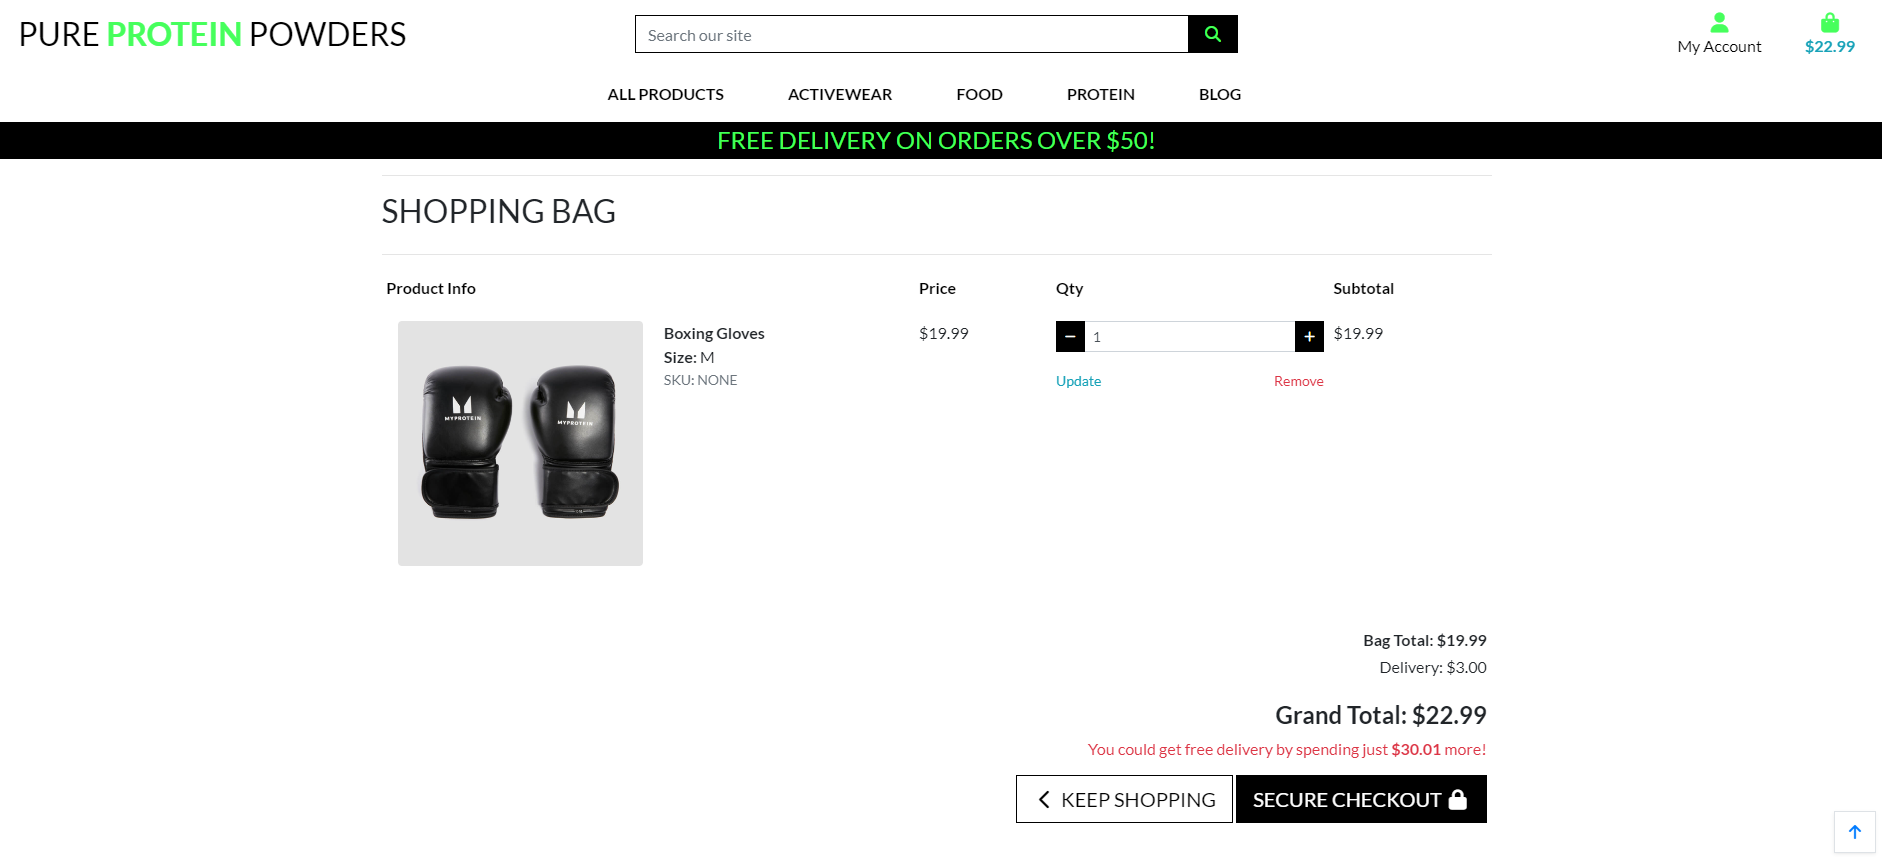 PURE PROTEIN POWDERS
Search our site
My Account
$22.99
ALL PRODUCTS
ACTIVEWEAR
FOOD
PROTEIN
BLOG
FREE DELIVERY ON ORDERS OVER $50!
SHOPPING BAG
Product Info
Price
Qty
Subtotal
MYPROTEIN
MYPROTEIN
Boxing Gloves
Size: M
SKU: NONE
$19.99
1
$19.99
Update
Remove
Bag Total: $19.99
Delivery: $3.00
Grand Total: $22.99
You could get free delivery by spending just $30.01 more!
KEEP SHOPPING
SECURE CHECKOUT